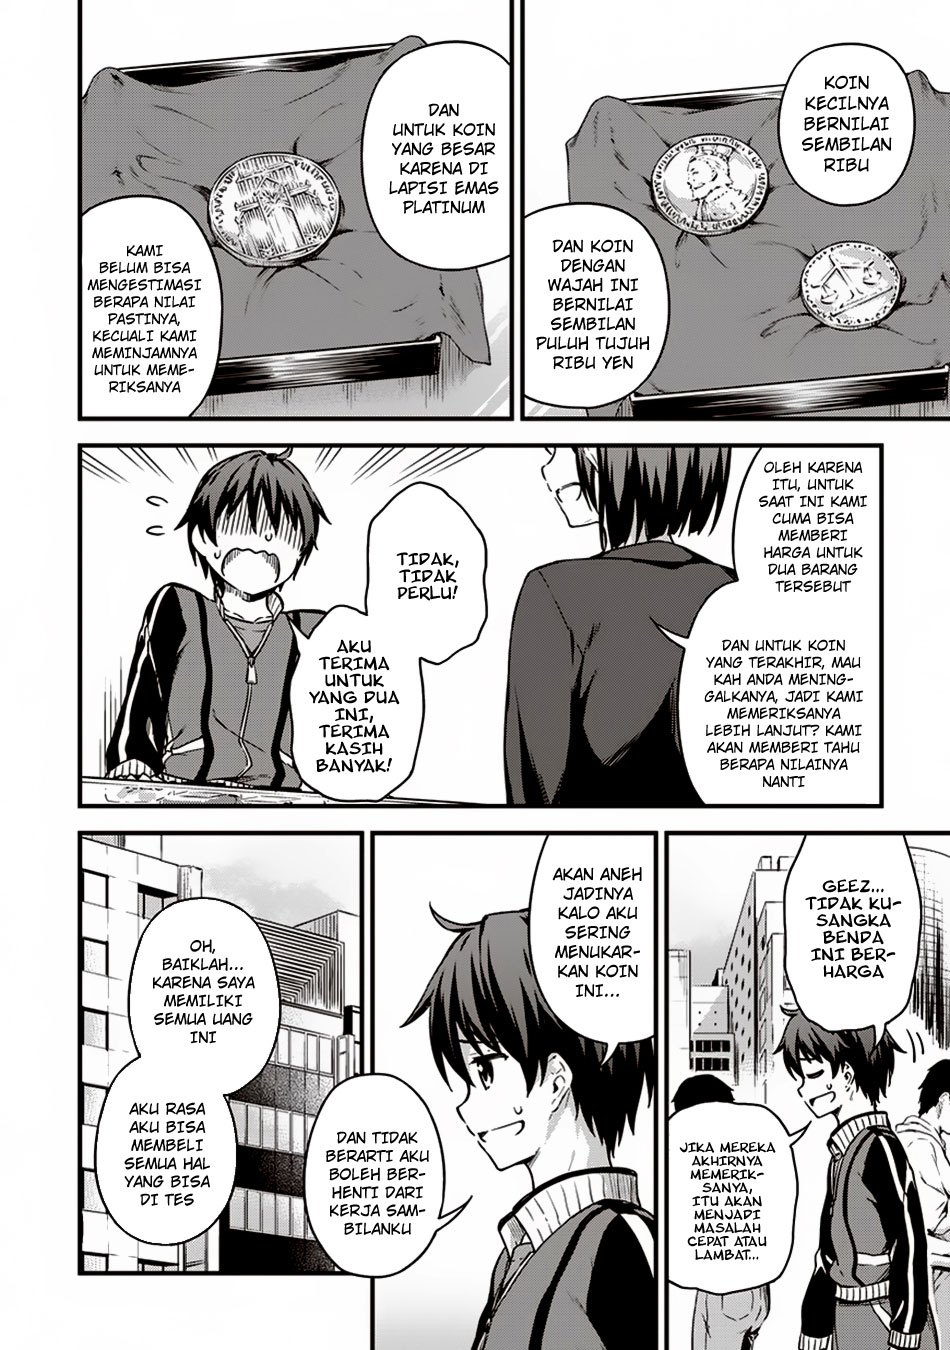 KOIN
KECILNYA
BERNILAI
SEMBILAN
RIBU
DAN KOIN
DENGAN
WAJAH INI
BERNILAI
SEMBILAN
PULUH TUJUH
RIBU YEN
DAN
UNTUK KOIN
YANG BESAR
KARENA DI
LAPISI EMAS
PLATINUM
KAMI
BELUM BISA
MENGESTIMASI
BERAPA NILAI
PASTINYA,
KECUALI KAMI
MEMINJAMNYA
UNTUK MEME-
RIKSANYA
OLEH KARENA
ITU, UNTUK
SAAT INI KAMI
CUMA BISA
MEMBERI
HARGA UNTUK
DUA BARANG
TERSEBUT
DAN UNTUK KOIN
YANG TERAKHIR, MAU
KAH ANDA MENING-
GALKANYA, JADI KAMI
MEMERIKSANYA
LEBIH LANJUT? KAMI
AKAN MEMBERI TAHU
BERAPA NILAINYA
NANTI
TIDAK,
TIDAK
PERLU!
AKU
TERIMA
UNTUK
YANG DUA
INI,
TERIMA
KASIH
BANYAK!
GEEZ...
TIDAK KU-
SANGKA
BENDA
INI BER-
HARGA
JIKA MEREKA
AKHIRNYA
MEMERIK-
SANYA,
ITU AKAN
MENJADI
MASALAH
CEPAT ATAU
LAMBAT...
AKAN ANEH
JADINYA
KALO AKU
SERING
MENUKAR-
KAN KOIN
INI...
DAN TIDAK
BERARTI AKU
BOLEH BER-
HENTI DARI
KERJA SAM-
BILANKU
OH,
BAIKLAH...
KARENA SAYA
MEMILIKI
SEMUA UANG
INI
AKU RASA
AKU BISA
MEMBELI
SEMUA HAL
YANG BISA
DI TES